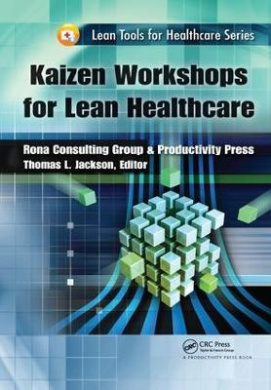 Lean Tools for Healthcare Series
Kaizen Workshops
for Lean Healthcare
Rona Consulting Group & Productivity Press
Thomas L. Jackson, Editor
CRC Press
Taylor & Francis Group
A PRODUCTIVITY PRESS BOOK